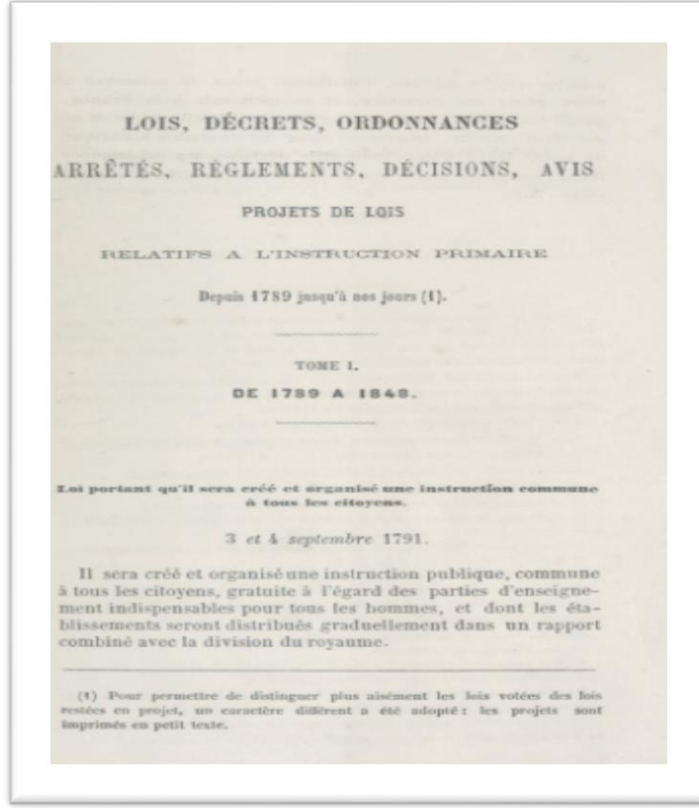 LOIS, DÉCRETS, ORDONNANCES
ARRÊTÉS, RÈGLEMENTS, DÉCISIONS, AVIS
PROJETS DE LOIS
RELATIFS A L'INSTRUCTION PRIMAIRE
Depuis 1789 jusqu'à nos jours (1).
TOME I.
DE 1789 A 1848.
Loi portant qu'il sera créé et organisé une instruction commune
à tous les citoyens.
3 et 4 septembre 1791.
Il sera créé et organisé une instruction publique, commune
à tous les citoyens, gratuite à l'égard des parties d'enseigne-
ment indispensables pour tous les hommes, et dont les éta-
blissements seront distribués graduellement dans un rapport
combiné avec la division du royaume.
(1) Pour permettre de distinguer plus aisément les lois votées des lois
restées en projet, un caractère différent a été adopté : les projets sont
imprimés en petit texte.